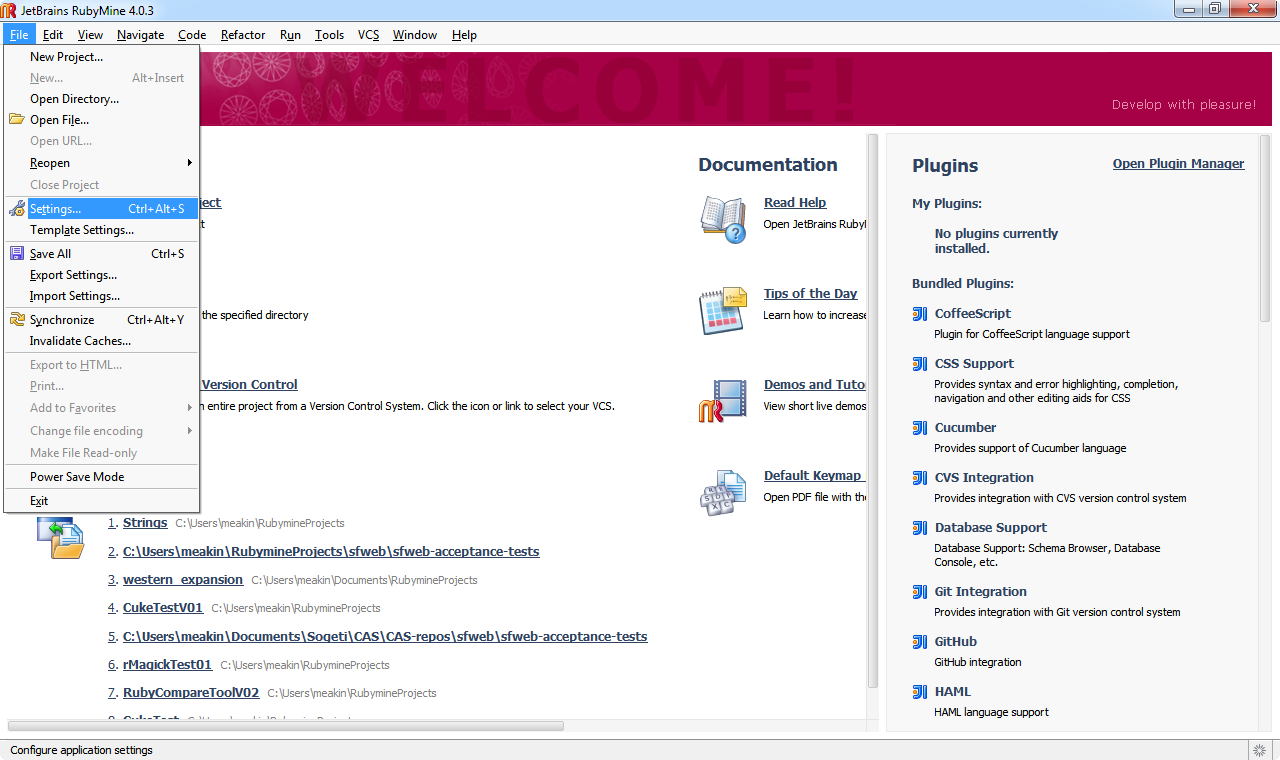 JetBrains RubyMine 4.0.3
File Edit View Navigate Code Refactor Run Tools VCS Window Help
New Project...
New... Alt+Insert
Open Directory...
Open File...
Open URL...
Reopen
Close Project
Settings... Ctrl+Alt+S
Template Settings...
Save All Ctrl+S
Export Settings...
Import Settings...
Synchronize Ctrl+Alt+Y
Invalidate Caches...
Export to HTML...
Print...
Add to Favorites
Change file encoding
Make File Read-only
Power Save Mode
Exit
ELCOME!
Develop with pleasure!
ject
t
the specified directory
Version Control
n entire project from a Version Control System. Click the icon or link to select your VCS.
1. Strings C:\Users\meakin\RubymineProjects
2. C:\Users\meakin\RubymineProjects\sfweb\sfweb-acceptance-tests
3. western_expansion C:\Users\meakin\Documents\RubymineProjects
4. CukeTestV01 C:\Users\meakin\RubymineProjects
5. C:\Users\meakin\Documents\Sogeti\CAS\CAS-repos\sfweb\sfweb-acceptance-tests
6. rMagickTest01 C:\Users\meakin\RubymineProjects
7. RubyCompareToolV02 C:\Users\meakin\RubymineProjects
8. CukeTest C:\Users\meakin\RubymineProjects
Documentation
Read Help
Open JetBrains RubyM
Tips of the Day
Learn how to increase
Demos and Tuto
View short live demos
Default Keymap
Open PDF file with the
Plugins
Open Plugin Manager
My Plugins:
No plugins currently
installed.
Bundled Plugins:
CoffeeScript
Plugin for CoffeeScript language support
CSS Support
Provides syntax and error highlighting, completion,
navigation and other editing aids for CSS
Cucumber
Provides support of Cucumber language
CVS Integration
Provides integration with CVS version control system
Database Support
Database Support: Schema Browser, Database
Console, etc.
Git Integration
Provides integration with Git version control system
GitHub
GitHub integration
HAML
HAML language support
Configure application settings